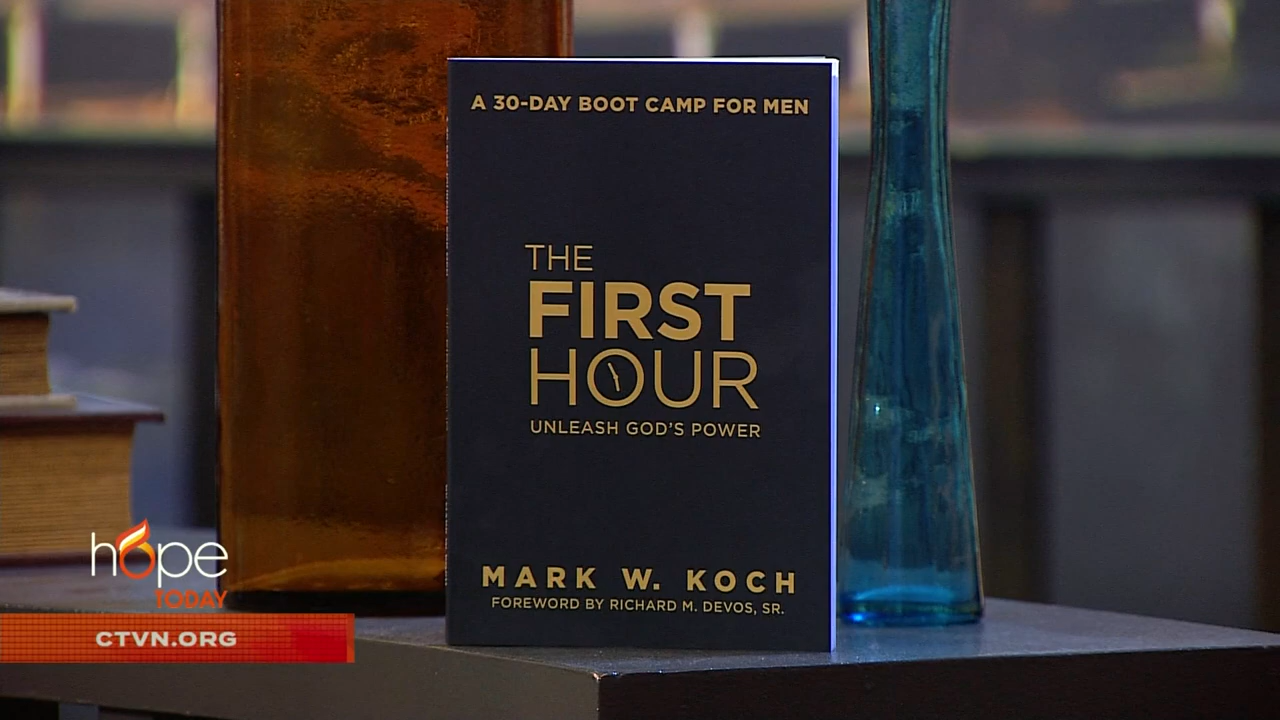 A 30-DAY BOOT CAMP FOR MEN
THE
FIRST
HOUR
UNLEASH GOD'S POWER
MARK W. KOCH
FOREWORD BY RICHARD M. DEVOS, SR.
hope
TODAY
CTVN.ORG